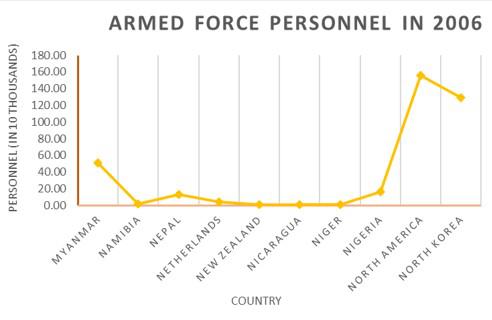 ARMED FORCE PERSONNEL IN 2006
PERSONNEL (IN 10 THOUSANDS)
180.00
160.00
140.00
120.00
100.00
80.00
60.00
40.00
20.00
0.00
MYANMAR
NAMIBIA
NEPAL
NETHERLANDS
NEW ZEALAND
NICARAGUA
NIGER
NIGERIA
NORTH AMERICA
NORTH KOREA
COUNTRY